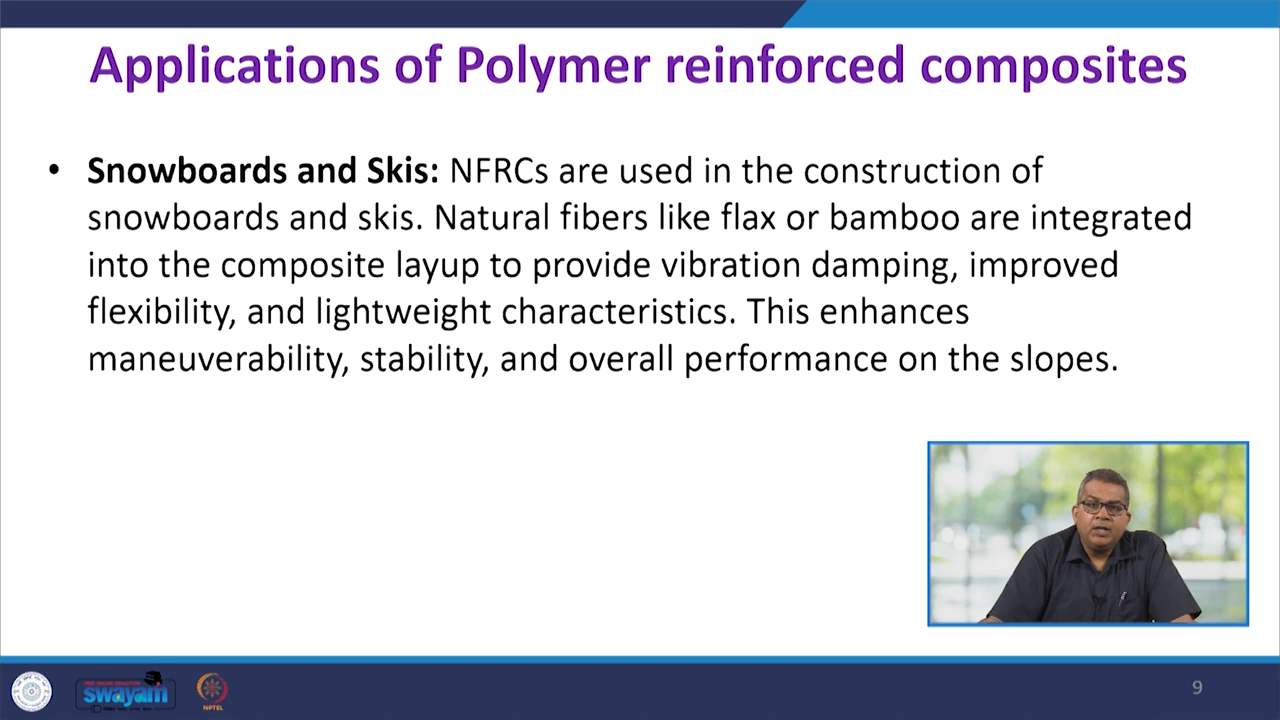 Applications of Polymer reinforced composites
• Snowboards and Skis: NFRCs are used in the construction of
snowboards and skis. Natural fibers like flax or bamboo are integrated
into the composite layup to provide vibration damping, improved
flexibility, and lightweight characteristics. This enhances
maneuverability, stability, and overall performance on the slopes.
swayam
NPTEL
9